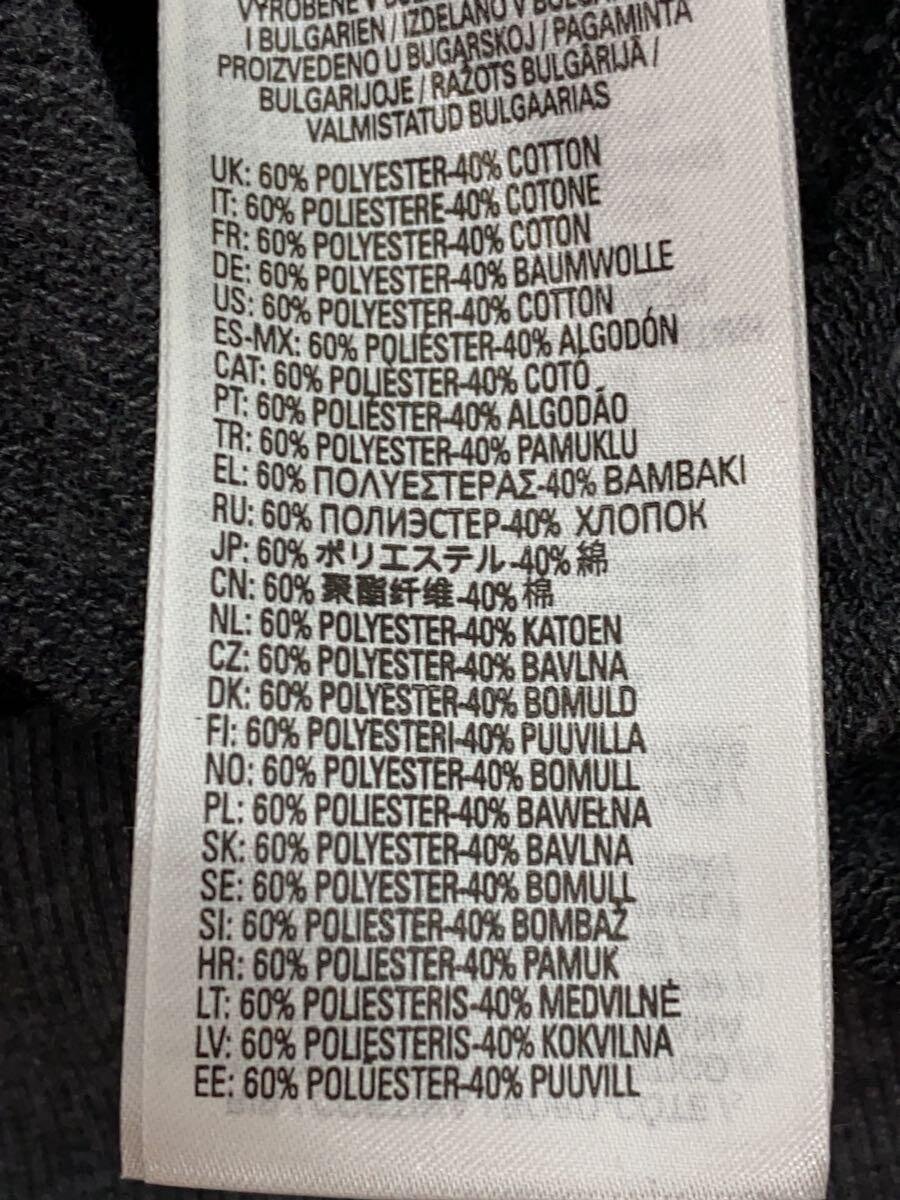 VYROBENÉ V
I BULGARIEN / IZDELANO V
PROIZVEDENO U BUGARSKOJ / PAGAMINTA
BULGARIJOJE / RAŽOTS BULGĀRIJĀ /
VALMISTATUD BULGAARIAS
UK: 60% POLYESTER-40% COTTON
IT: 60% POLIESTERE-40% COTONE
FR: 60% POLYESTER-40% COTON
DE: 60% POLYESTER-40% BAUMWOLLE
US: 60% POLYESTER-40% COTTON
ES-MX: 60% POLIÉSTER-40% ALGODÓN
CAT: 60% POLIÈSTER-40% COTÓ
PT: 60% POLIÉSTER-40% ALGODÃO
TR: 60% POLYESTER-40% PAMUKLU
EL: 60% ΠΟΛΥΕΣΤΕΡΑΣ-40% ΒΑΜΒΑΚΙ
RU: 60% ПОЛИЭСТЕР-40% ХЛОПОК
JP: 60% ポリエステル-40% 綿
CN: 60% 聚酯纤维-40% 棉
NL: 60% POLYESTER-40% KATOEN
CZ: 60% POLYESTER-40% BAVLNA
DK: 60% POLYESTER-40% BOMULD
FI: 60% POLYESTERI-40% PUUVILLA
NO: 60% POLYESTER-40% BOMULL
PL: 60% POLIESTER-40% BAWEŁNA
SK: 60% POLYESTER-40% BAVLNA
SE: 60% POLYESTER-40% BOMULL
SI: 60% POLIESTER-40% BOMBAŽ
HR: 60% POLIESTER-40% PAMUK
LT: 60% POLIESTERIS-40% MEDVILNĖ
LV: 60% POLIESTERIS-40% KOKVILNA
EE: 60% POLÜESTER-40% PUUVILL